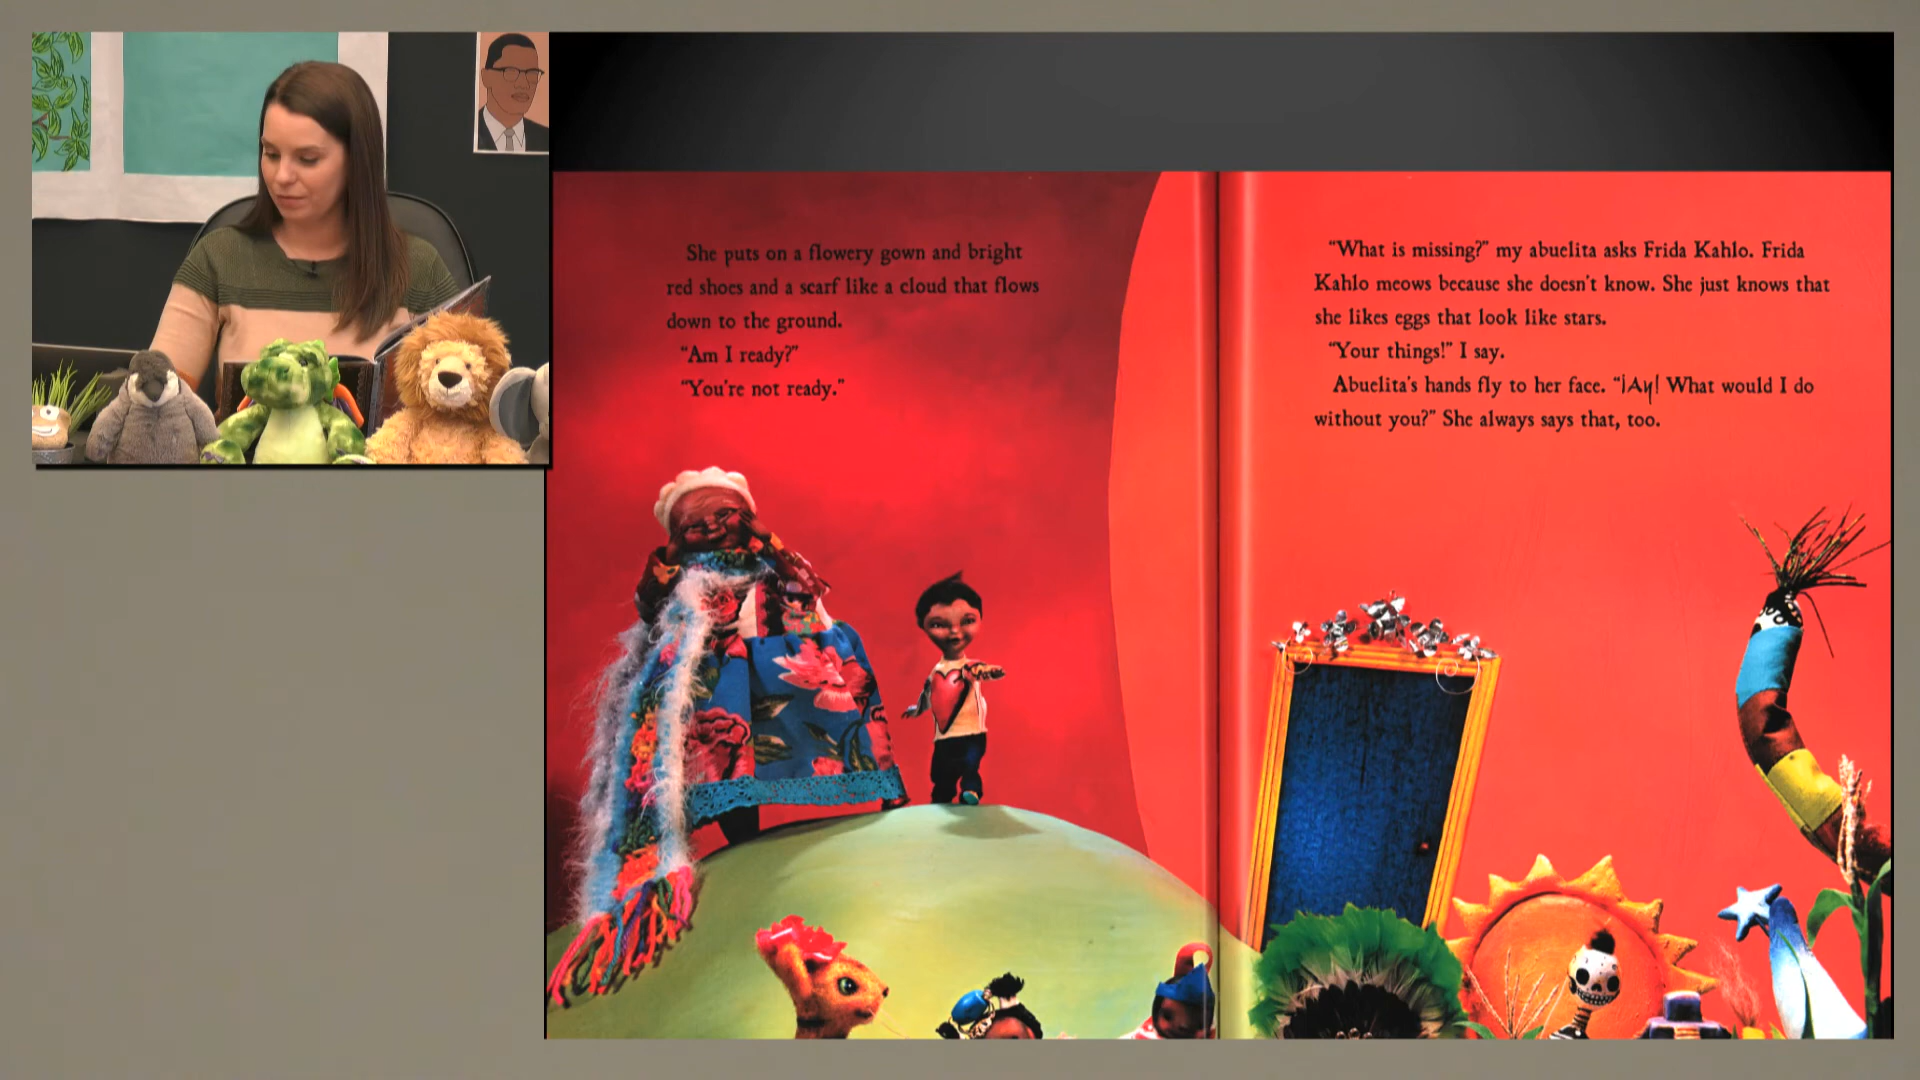 She puts on a flowery gown and bright
red shoes and a scarf like a cloud that flows
down to the ground.
“Am I ready?”
“You're not ready.”
“What is missing?” my abuelita asks Frida Kahlo. Frida
Kahlo meows because she doesn't know. She just knows that
she likes eggs that look like stars.
“Your things!” I say.
Abuelita's hands fly to her face. “¡Ay! What would I do
without you?” She always says that, too.